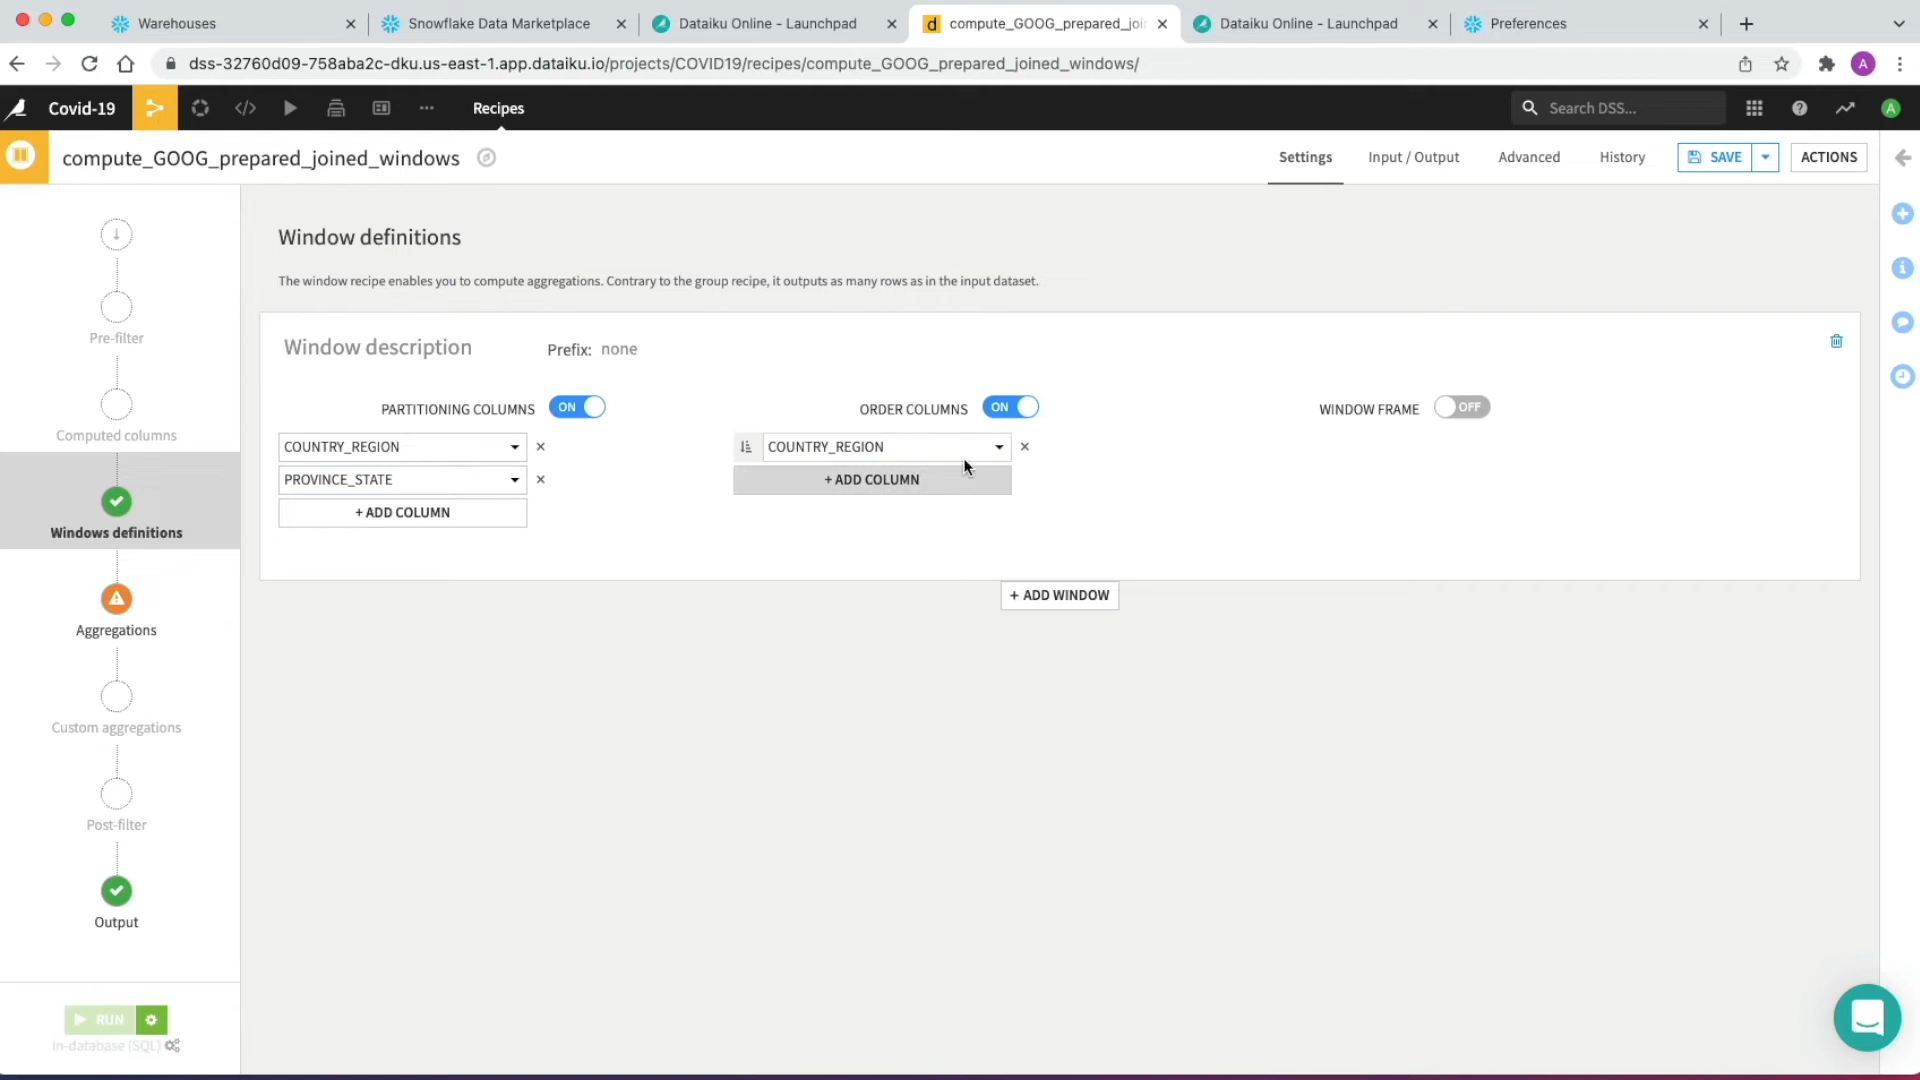 Warehouses
Snowflake Data Marketplace
Dataiku Online - Launchpad
compute_GOOG_prepared_joi
Dataiku Online - Launchpad
Preferences
dss-32760d09-758aba2c-dku.us-east-1.app.dataiku.io/projects/COVID19/recipes/compute_GOOG_prepared_joined_windows/
A
Covid-19
Recipes
Search DSS...
A
compute_GOOG_prepared_joined_windows
Settings
Input / Output
Advanced
History
SAVE
ACTIONS
Pre-filter
Computed columns
Windows definitions
Aggregations
Custom aggregations
Post-filter
Output
RUN
in-database (SQL)
Window definitions
The window recipe enables you to compute aggregations. Contrary to the group recipe, it outputs as many rows as in the input dataset.
Window description
Prefix: none
PARTITIONING COLUMNS ON
COUNTRY_REGION
PROVINCE_STATE
+ ADD COLUMN
ORDER COLUMNS ON
COUNTRY_REGION
+ ADD COLUMN
WINDOW FRAME OFF
+ ADD WINDOW